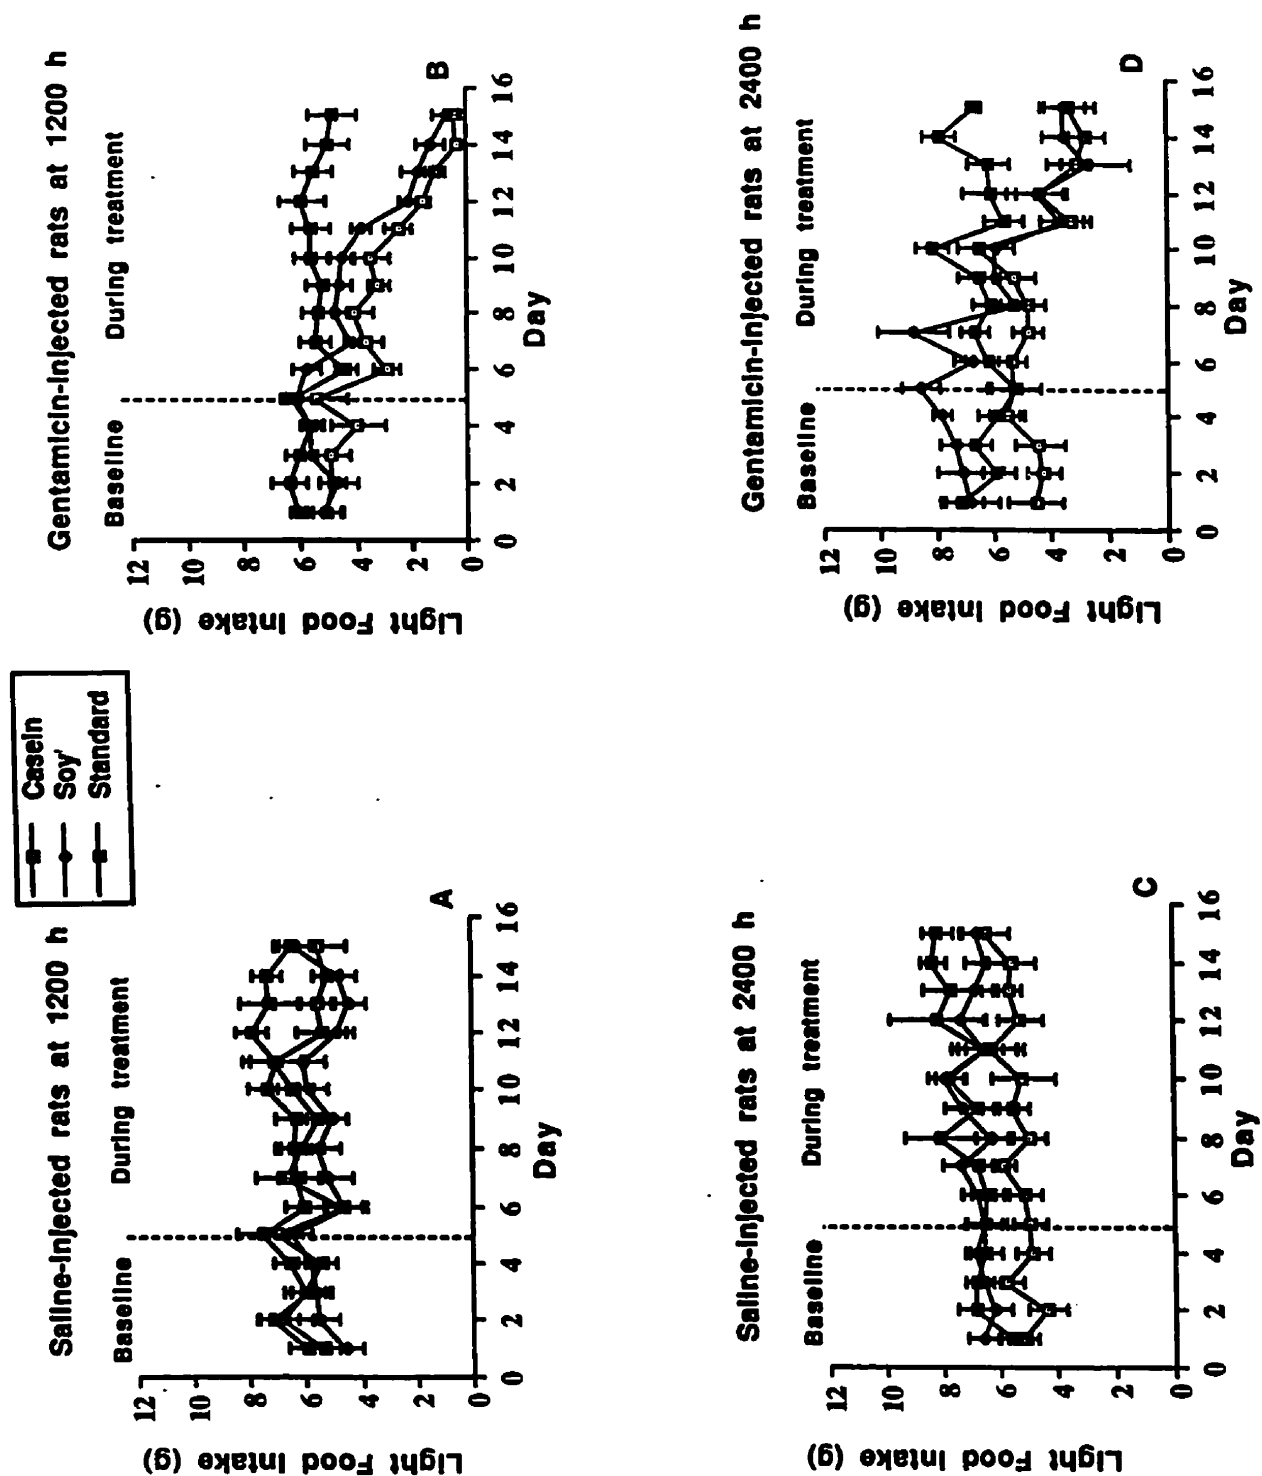 Casein
Soy'
Standard
Saline-injected rats at 1200 h
Baseline
During treatment
Light Food Intake (g)
12
10
8
6
4
2
0
0 2 4 6 8 10 12 14 16
Day
A
Gentamicin-injected rats at 1200 h
Baseline
During treatment
Light Food Intake (g)
12
10
8
6
4
2
0
0 2 4 6 8 10 12 14 16
Day
B
Saline-injected rats at 2400 h
Baseline
During treatment
Light Food Intake (g)
12
10
8
6
4
2
0
0 2 4 6 8 10 12 14 16
Day
C
Gentamicin-injected rats at 2400 h
Baseline
During treatment
Light Food Intake (g)
12
10
8
6
4
2
0
0 2 4 6 8 10 12 14 16
Day
D